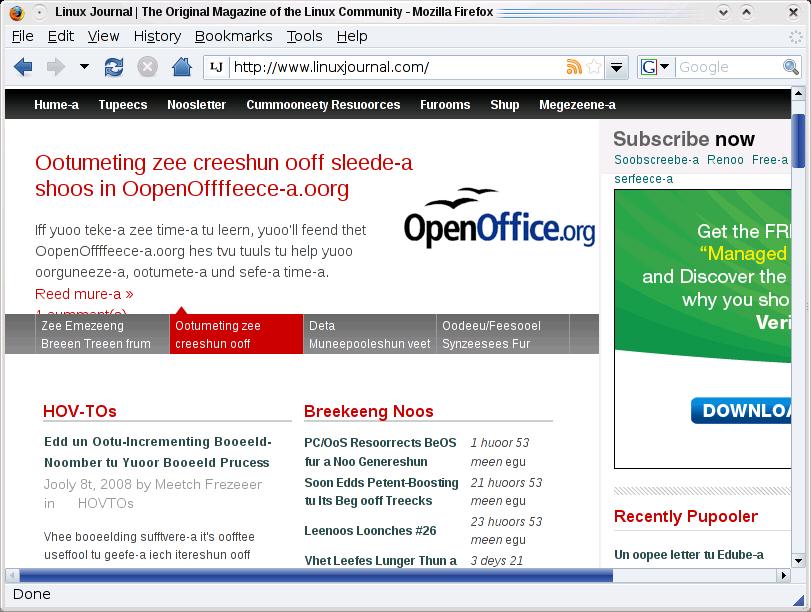 Linux Journal | The Original Magazine of the Linux Community - Mozilla Firefox
File Edit View History Bookmarks Tools Help
LJ http://www.linuxjournal.com/ G Google
Hume-a Tupeecs Noosletter Cummooneety Resuoorces Furooms Shup Megezeene-a
Ootumeting zee creeshun ooff sleede-a
shoos in OopenOffffeece-a.oorg
Iff yuoo teke-a zee time-a tu leern, yuoo'll feend thet
OopenOffffeece-a.oorg hes tvu tuuls tu help yuoo
oorguneeze-a, ootumete-a und sefe-a time-a.
Reed mure-a »
1 cumment(s)
OpenOffice.org
Zee Emezeeng
Breeen Treeen frum
Ootumeting zee
creeshun ooff
Deta
Muneepooleshun veet
Oodeeu/Feesooel
Synzeesees Fur
Subscribe now
Soobscreebe-a Renoo Free-a
serfeece-a
Get the FR
“Managed
and Discover the
why you sho
Veri
DOWNLOA
HOV-TOs
Edd un Ootu-Incrementing Booeeld-
Noomber tu Yuoor Booeeld Prucess
Jooly 8t, 2008 by Meetch Frezeeer
in HOVTOs
Vhee booeelding sufftvere-a it's oofftee
useffool tu geefe-a iech itereshun ooff
Breekeeng Noos
PC/OoS Resoorrects BeOS
fur a Noo Genereshun
1 huoor 53
meen egu
Soon Edds Petent-Boosting
tu Its Beg ooff Treecks
21 huoors 53
meen egu
Leenoos Loonches #26
23 huoors 53
meen egu
Vhet Leefes Lunger Thun a
3 deys 21
Recently Pupooler
Un oopee letter tu Edube-a
Done